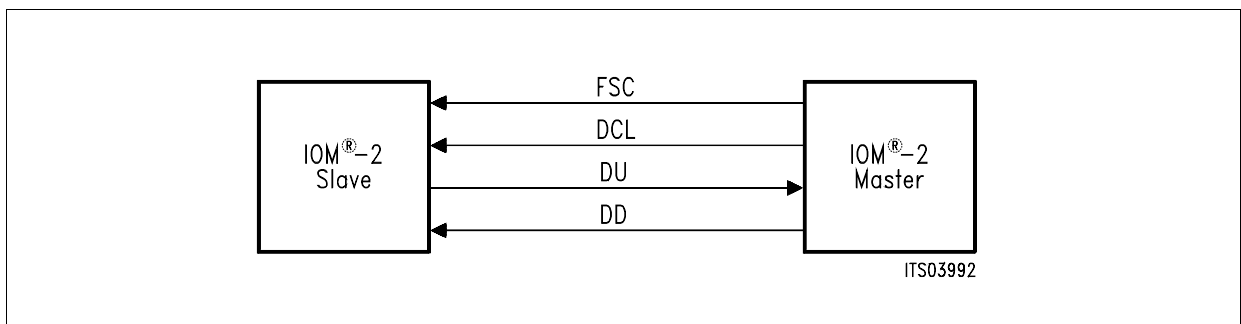 FSC
DCL
IOM®-2
Slave
DU
IOM®-2
Master
DD
ITS03992